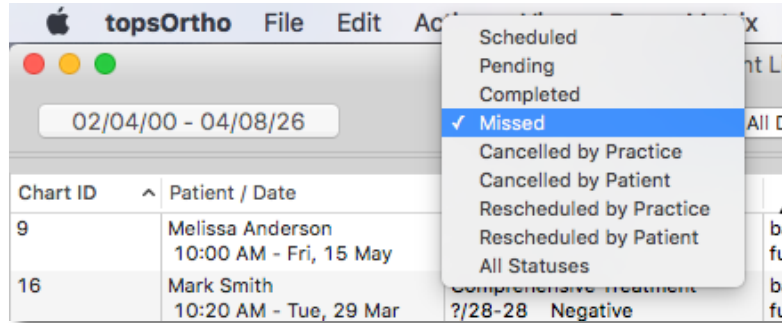 topsOrtho File Edit
Scheduled
Pending
Completed
✓ Missed
Cancelled by Practice
Cancelled by Patient
Rescheduled by Practice
Rescheduled by Patient
All Statuses
02/04/00 - 04/08/26
All
Chart ID Patient / Date
9 Melissa Anderson
10:00 AM - Fri, 15 May
16 Mark Smith
10:20 AM - Tue, 29 Mar
Comprehensive Treatment
?/28-28 Negative